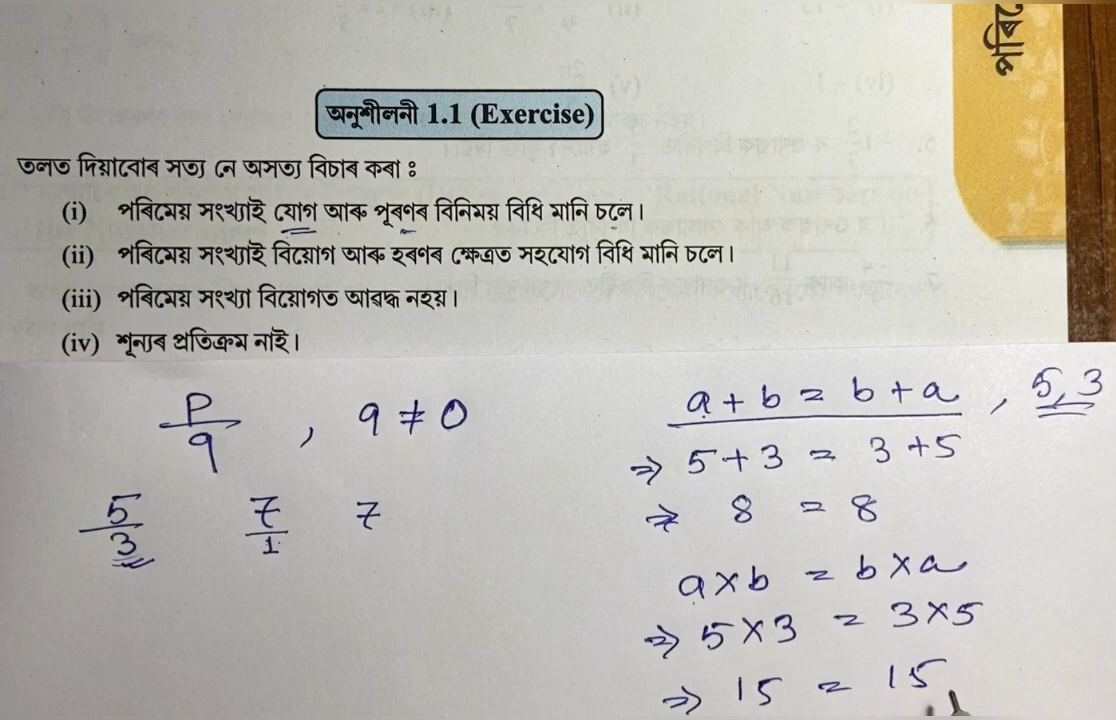 পৰিমে
অনুশীলনী 1.1 (Exercise)
তলত দিয়াবোৰ সত্য নে অসত্য বিচাৰ কৰা ঃ
(i) পৰিমেয় সংখ্যাই যোগ আৰু পূৰণৰ বিনিময় বিধি মানি চলে।
(ii) পৰিমেয় সংখ্যাই বিয়োগ আৰু হৰণৰ ক্ষেত্ৰত সহযোগ বিধি মানি চলে।
(iii) পৰিমেয় সংখ্যা বিয়োগত আৱদ্ধ নহয়।
(iv) শূন্যৰ প্ৰতিক্ৰম নাই।
p/q , q ≠ 0
5/3 7/1 7
a + b = b + a , 5, 3
⇒ 5 + 3 = 3 + 5
⇒ 8 = 8
a × b = b × a
⇒ 5 × 3 = 3 × 5
⇒ 15 = 15